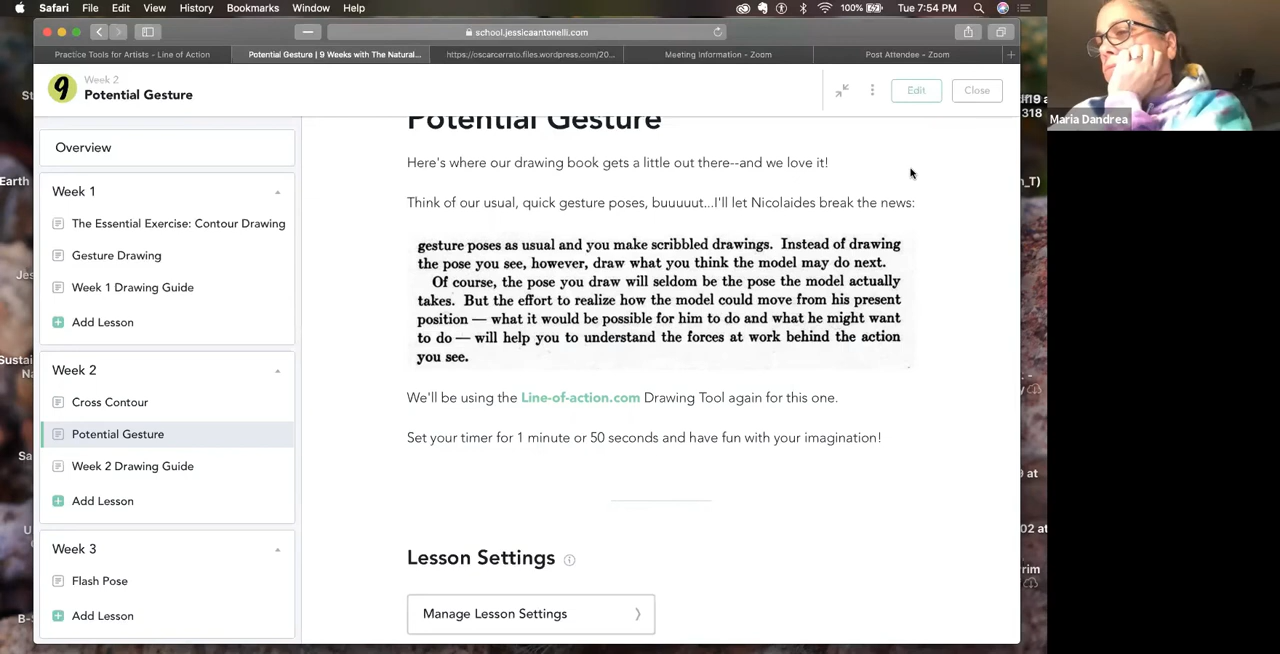 Safari File Edit View History Bookmarks Window Help
100% Tue 7:54 PM
school.jessicaantonelli.com
Practice Tools for Artists - Line of Action
Potential Gesture | 9 Weeks with The Natural...
https://oscarcerrato.files.wordpress.com/20...
Meeting Information - Zoom
Post Attendee - Zoom
9
Week 2
Potential Gesture
Edit
Close
Overview
Week 1
The Essential Exercise: Contour Drawing
Gesture Drawing
Week 1 Drawing Guide
Add Lesson
Week 2
Cross Contour
Potential Gesture
Week 2 Drawing Guide
Add Lesson
Week 3
Flash Pose
Add Lesson
Potential Gesture
Here's where our drawing book gets a little out there--and we love it!
Think of our usual, quick gesture poses, buuuuut...I'll let Nicolaides break the news:
gesture poses as usual and you make scribbled drawings. Instead of drawing
the pose you see, however, draw what you think the model may do next.
Of course, the pose you draw will seldom be the pose the model actually
takes. But the effort to realize how the model could move from his present
position — what it would be possible for him to do and what he might want
to do — will help you to understand the forces at work behind the action
you see.
We'll be using the Line-of-action.com Drawing Tool again for this one.
Set your timer for 1 minute or 50 seconds and have fun with your imagination!
Lesson Settings
Manage Lesson Settings
Maria Dandrea
Earth
318